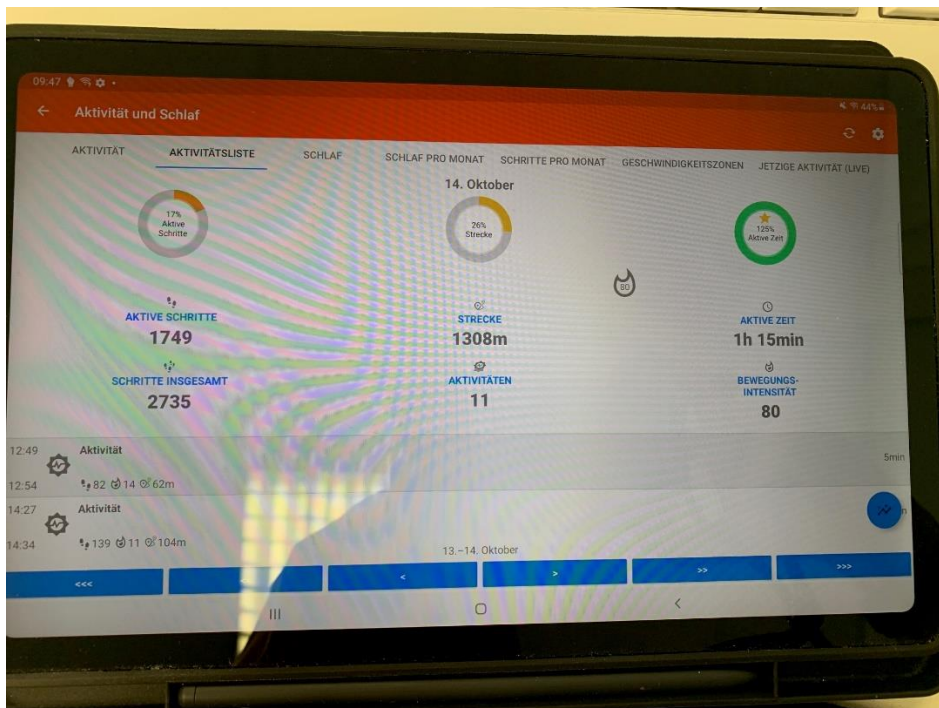 09:47
44%
Aktivität und Schlaf
AKTIVITÄT AKTIVITÄTSLISTE SCHLAF SCHLAF PRO MONAT SCHRITTE PRO MONAT GESCHWINDIGKEITSZONEN JETZIGE AKTIVITÄT (LIVE)
14. Oktober
17%
Aktive
Schritte
26%
Strecke
125%
Aktive Zeit
80
AKTIVE SCHRITTE
1749
STRECKE
1308m
AKTIVE ZEIT
1h 15min
SCHRITTE INSGESAMT
2735
AKTIVITÄTEN
11
BEWEGUNGS-
INTENSITÄT
80
12:49 Aktivität
5min
12:54 82 14 62m
14:27 Aktivität
n
14:34 139 11 104m
13.–14. Oktober
<<< < > >> >>>